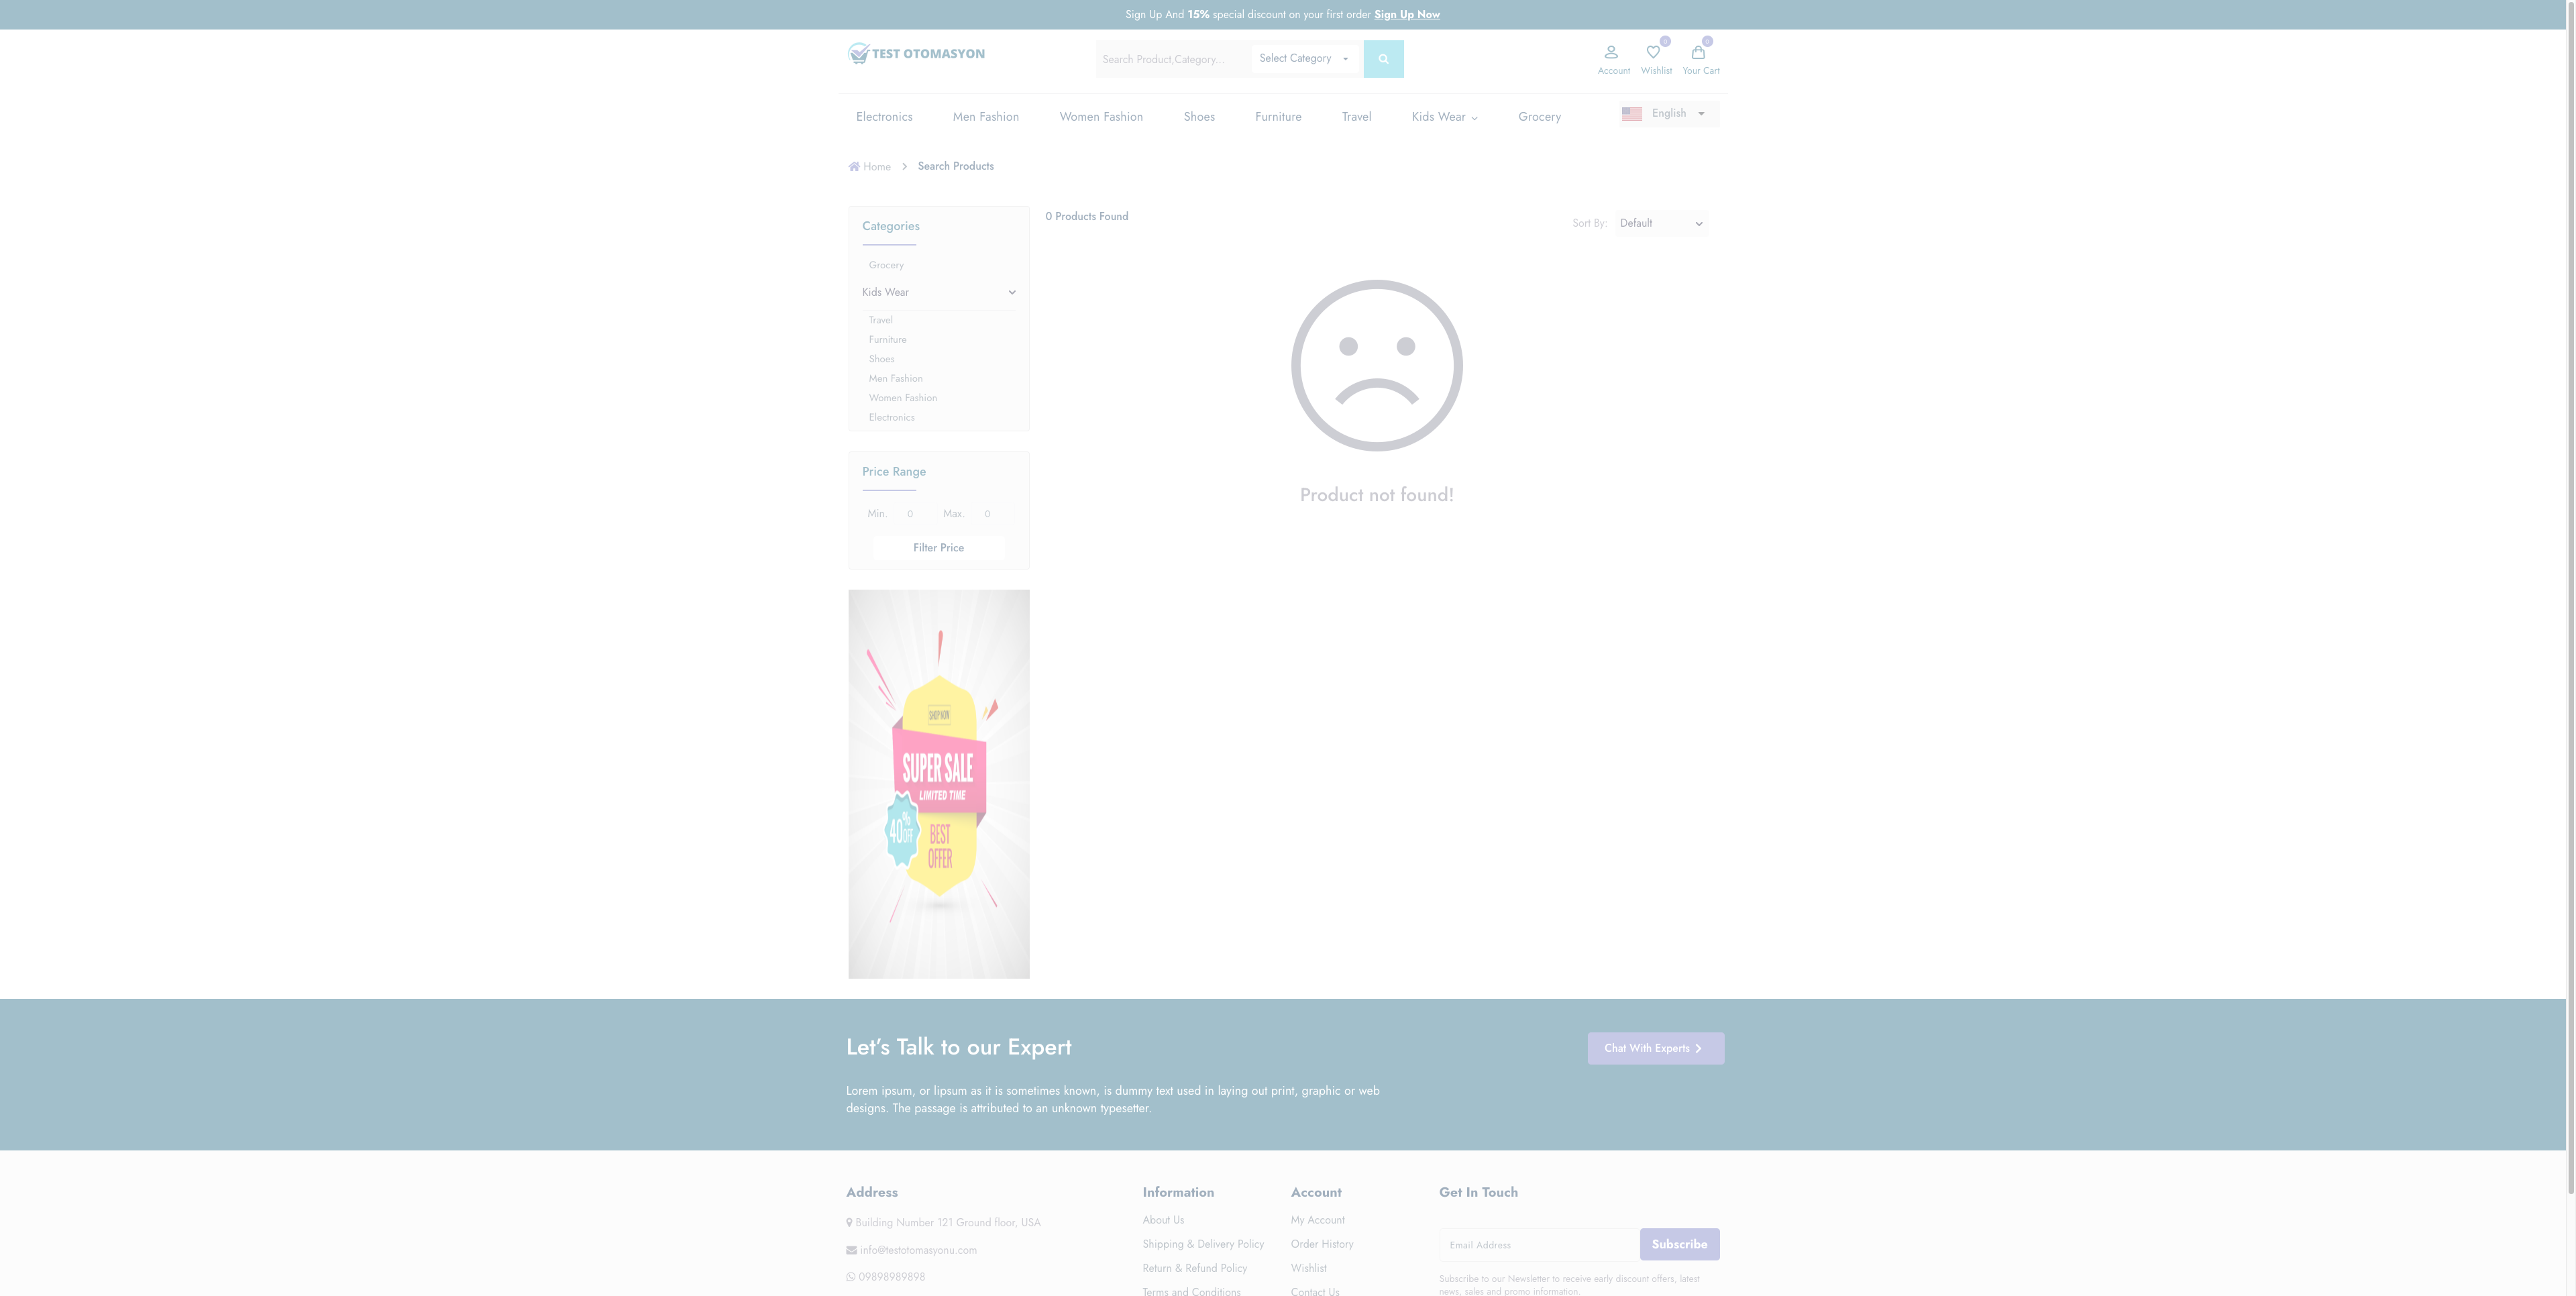 Sign Up And 15% special discount on your first order Sign Up Now
TEST OTOMASYON
Search Product,Category...
Select Category
Account
Wishlist
Your Cart
Electronics
Men Fashion
Women Fashion
Shoes
Furniture
Travel
Kids Wear
Grocery
English
Home
Search Products
Categories
Grocery
Kids Wear
Travel
Furniture
Shoes
Men Fashion
Women Fashion
Electronics
Price Range
Min. 0 Max. 0
Filter Price
SHOP NOW
SUPER SALE
LIMITED TIME
40% OFF
BEST
OFFER
0 Products Found
Sort By: Default
Product not found!
Let's Talk to our Expert
Lorem ipsum, or lipsum as it is sometimes known, is dummy text used in laying out print, graphic or web
designs. The passage is attributed to an unknown typesetter.
Chat With Experts
Address
Building Number 121 Ground floor, USA
info@testotomasyonu.com
09898989898
Information
About Us
Shipping & Delivery Policy
Return & Refund Policy
Terms and Conditions
Account
My Account
Order History
Wishlist
Contact Us
Get In Touch
Email Address
Subscribe
Subscribe to our Newsletter to receive early discount offers, latest
news, sales and promo information.